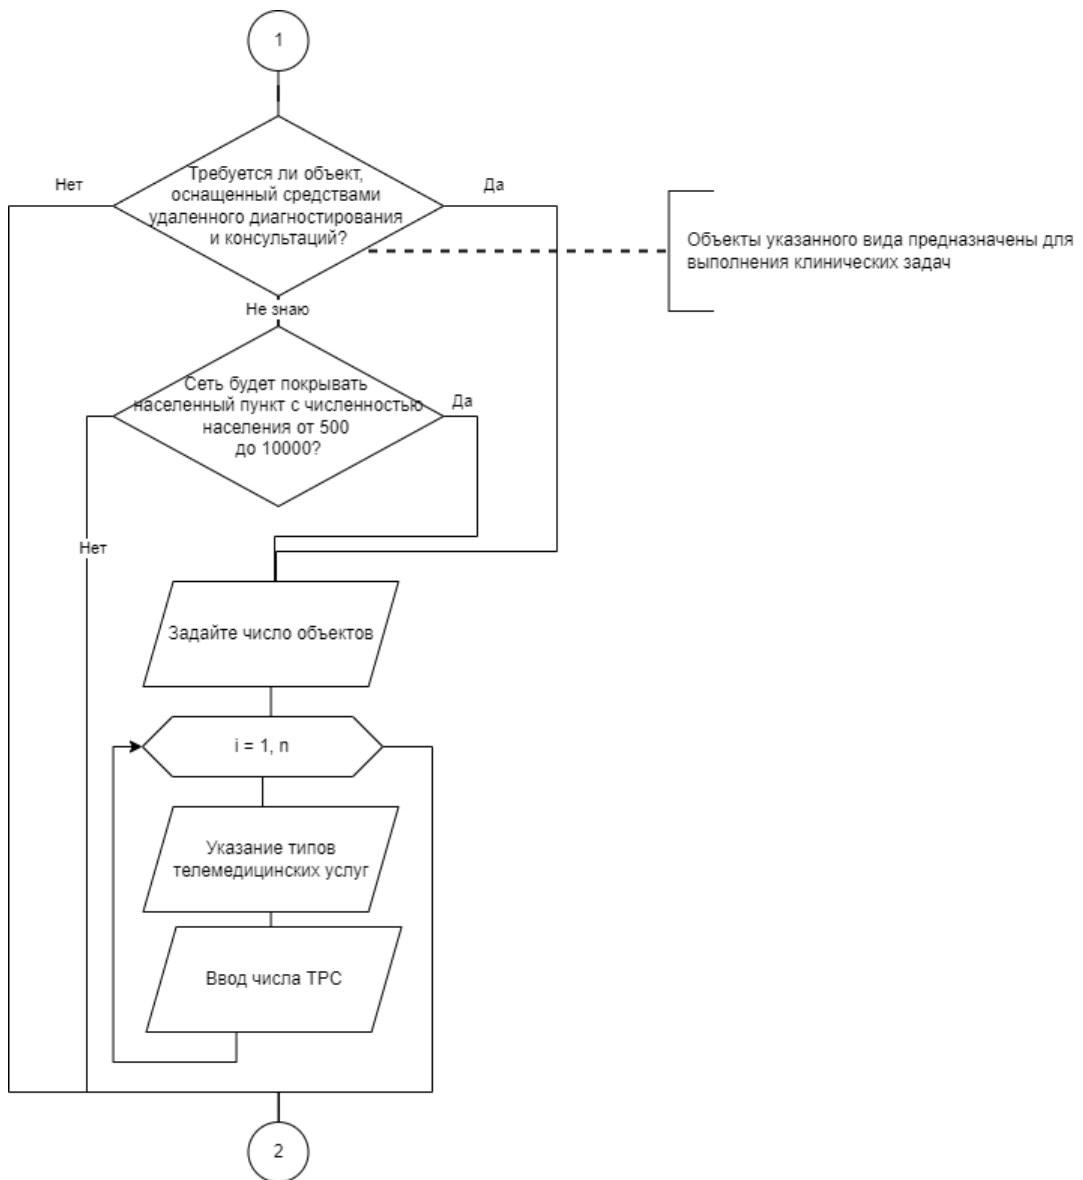 1
Нет
Требуется ли объект,
оснащенный средствами
удаленного диагностирования
и консультаций?
Да
Объекты указанного вида предназначены для
выполнения клинических задач
Не знаю
Сеть будет покрывать
населенный пункт с численностью
населения от 500
до 10000?
Да
Нет
Задайте число объектов
i = 1, n
Указание типов
телемедицинских услуг
Ввод числа ТРС
2